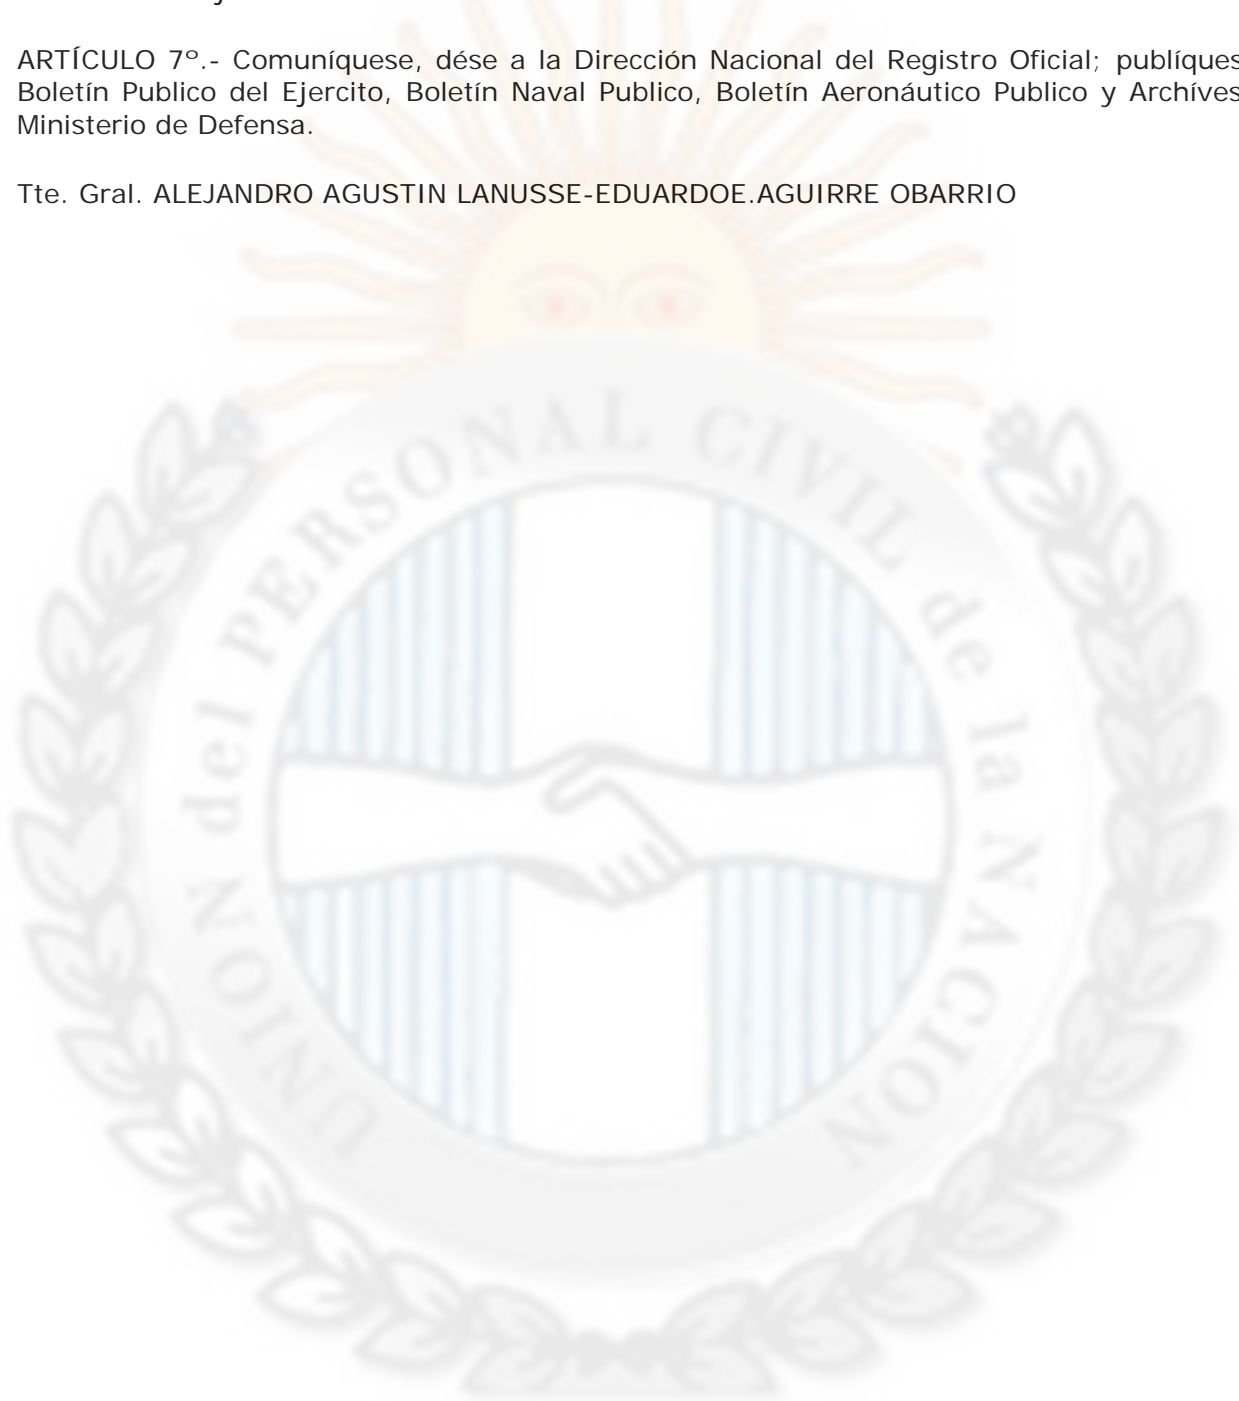 ARTÍCULO 7º.- Comuníquese, dése a la Dirección Nacional del Registro Oficial; publíques
Boletín Publico del Ejercito, Boletín Naval Publico, Boletín Aeronáutico Publico y Archíves
Ministerio de Defensa.
Tte. Gral. ALEJANDRO AGUSTIN LANUSSE-EDUARDOE.AGUIRRE OBARRIO
UNION del PERSONAL CIVIL de la NACION